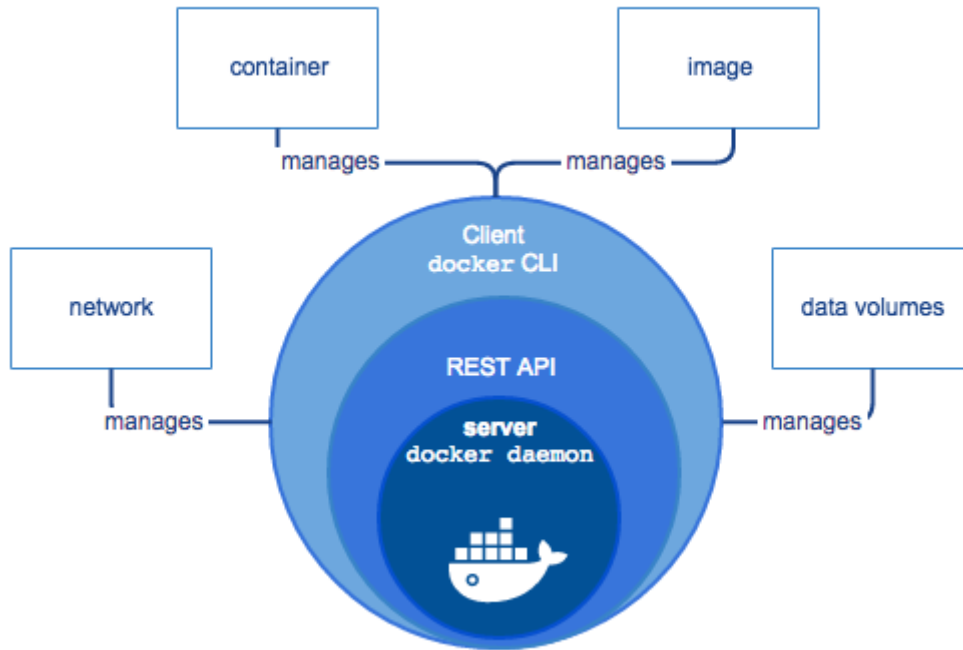 container
image
manages
manages
Client
docker CLI
network
data volumes
REST API
manages
manages
server
docker daemon